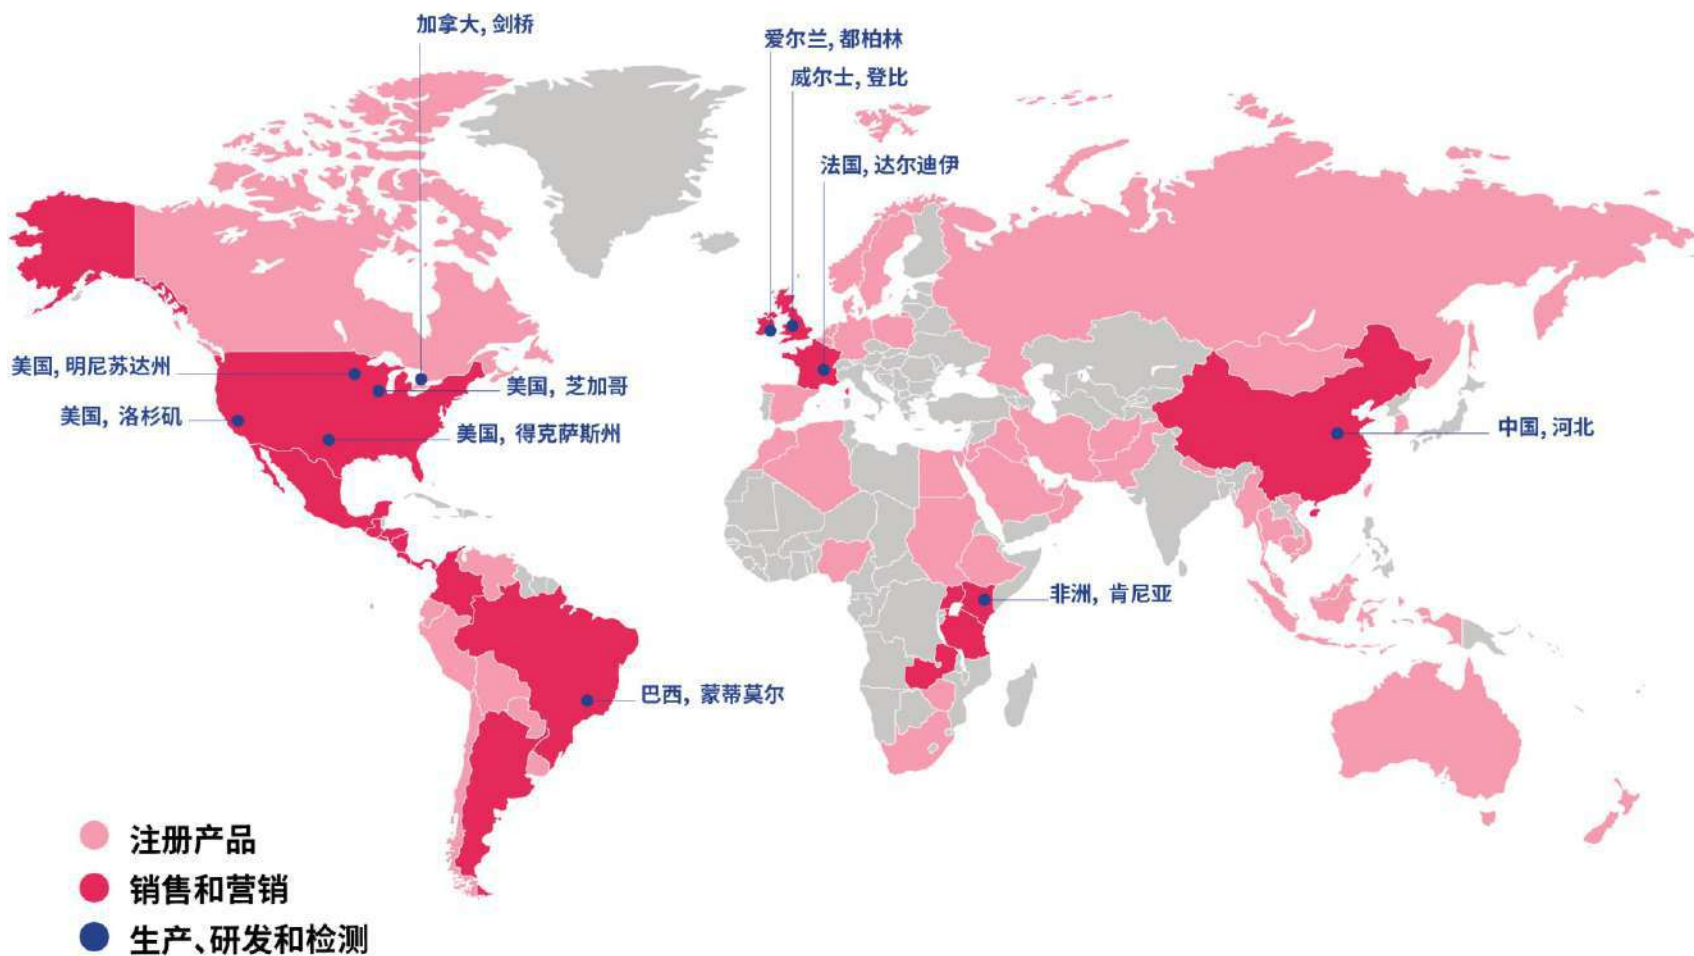 加拿大, 剑桥
爱尔兰, 都柏林
威尔士, 登比
法国, 达尔迪伊
美国, 明尼苏达州
美国, 芝加哥
美国, 洛杉矶
美国, 得克萨斯州
中国, 河北
非洲, 肯尼亚
巴西, 蒙蒂莫尔
注册产品
销售和营销
生产、研发和检测